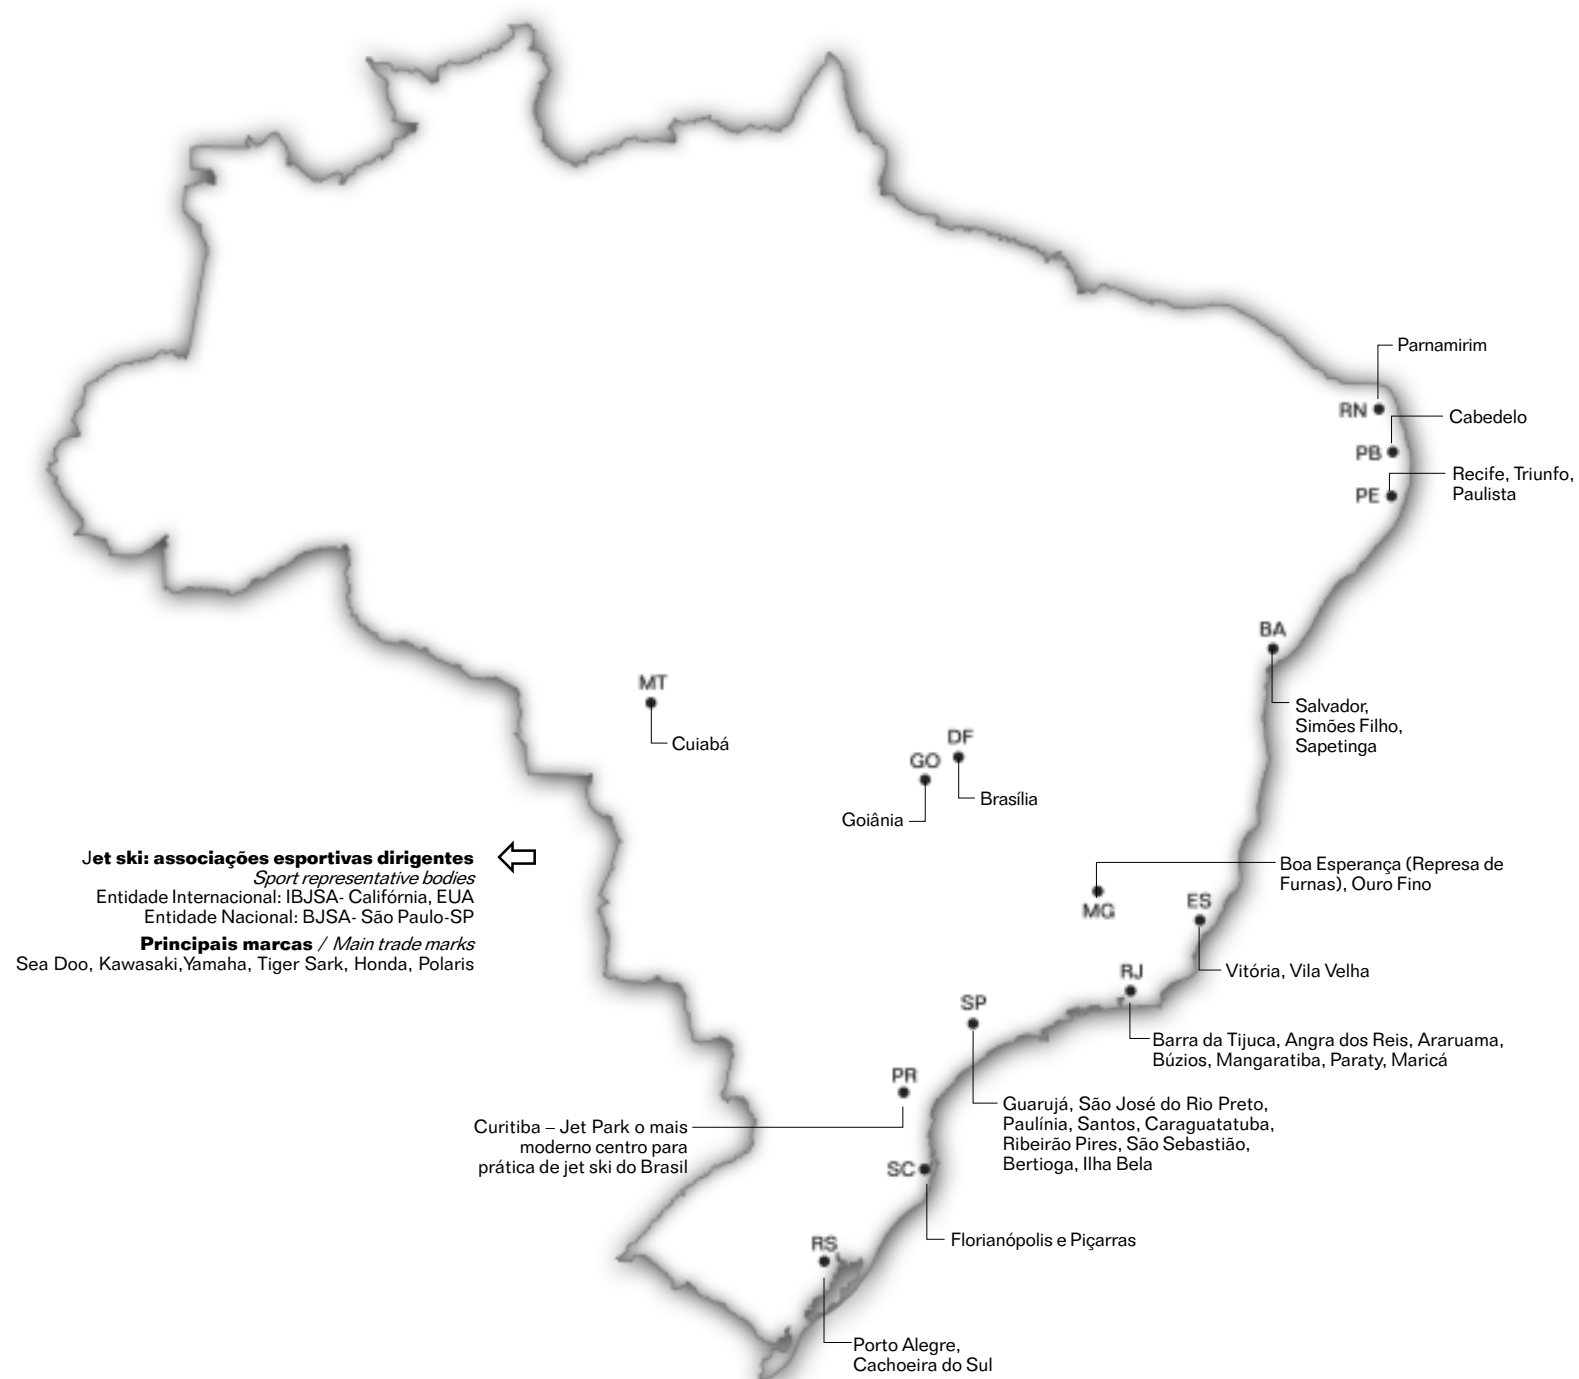 Parnamirim
RN
Cabedelo
PB
Recife, Triunfo,
Paulista
PE
BA
Salvador,
Simões Filho,
Sapetinga
MT
Cuiabá
DF
Brasília
GO
Goiânia
Jet ski: associações esportivas dirigentes
Sport representative bodies
Entidade Internacional: IBJSA- Califórnia, EUA
Entidade Nacional: BJSA- São Paulo-SP
Principais marcas / Main trade marks
Sea Doo, Kawasaki,Yamaha, Tiger Sark, Honda, Polaris
Boa Esperança (Represa de
Furnas), Ouro Fino
MG
ES
Vitória, Vila Velha
RJ
Barra da Tijuca, Angra dos Reis, Araruama,
Búzios, Mangaratiba, Paraty, Maricá
SP
Guarujá, São José do Rio Preto,
Paulínia, Santos, Caraguatatuba,
Ribeirão Pires, São Sebastião,
Bertioga, Ilha Bela
PR
Curitiba – Jet Park o mais
moderno centro para
prática de jet ski do Brasil
SC
Florianópolis e Piçarras
RS
Porto Alegre,
Cachoeira do Sul